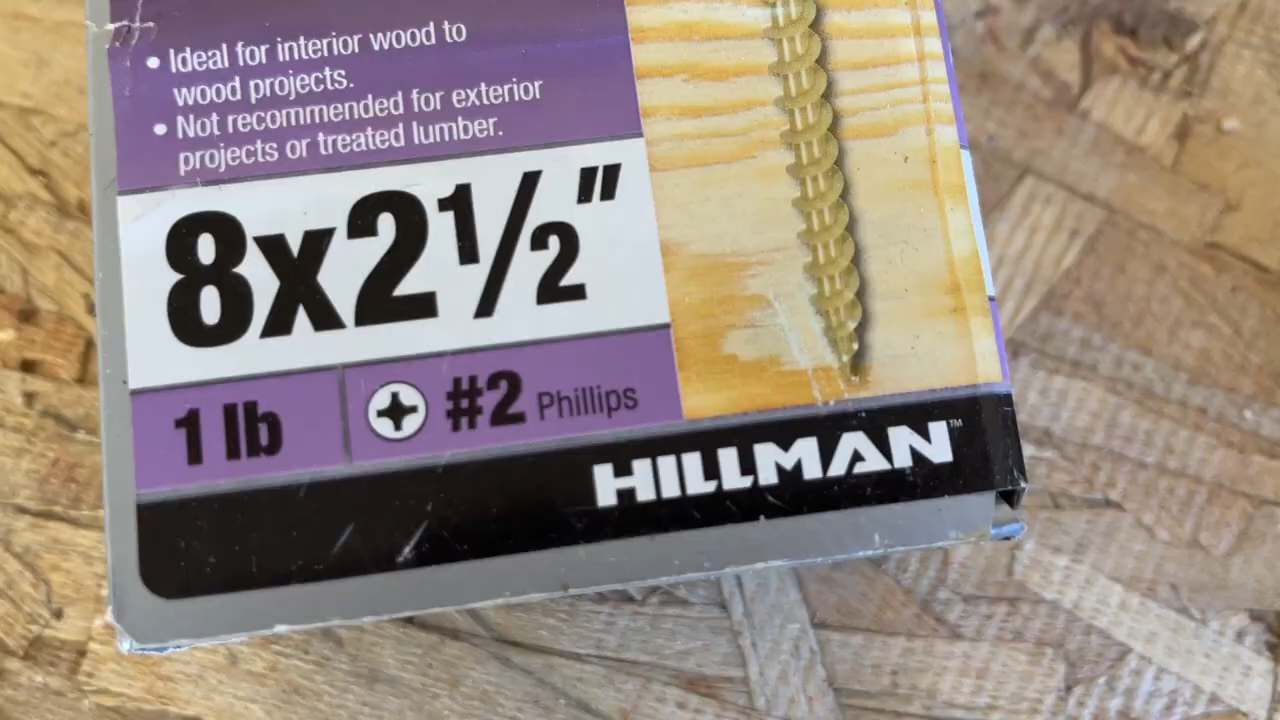 • Ideal for interior wood to
wood projects.
• Not recommended for exterior
projects or treated lumber.
8x2½"
1 lb
#2 Phillips
HILLMAN™